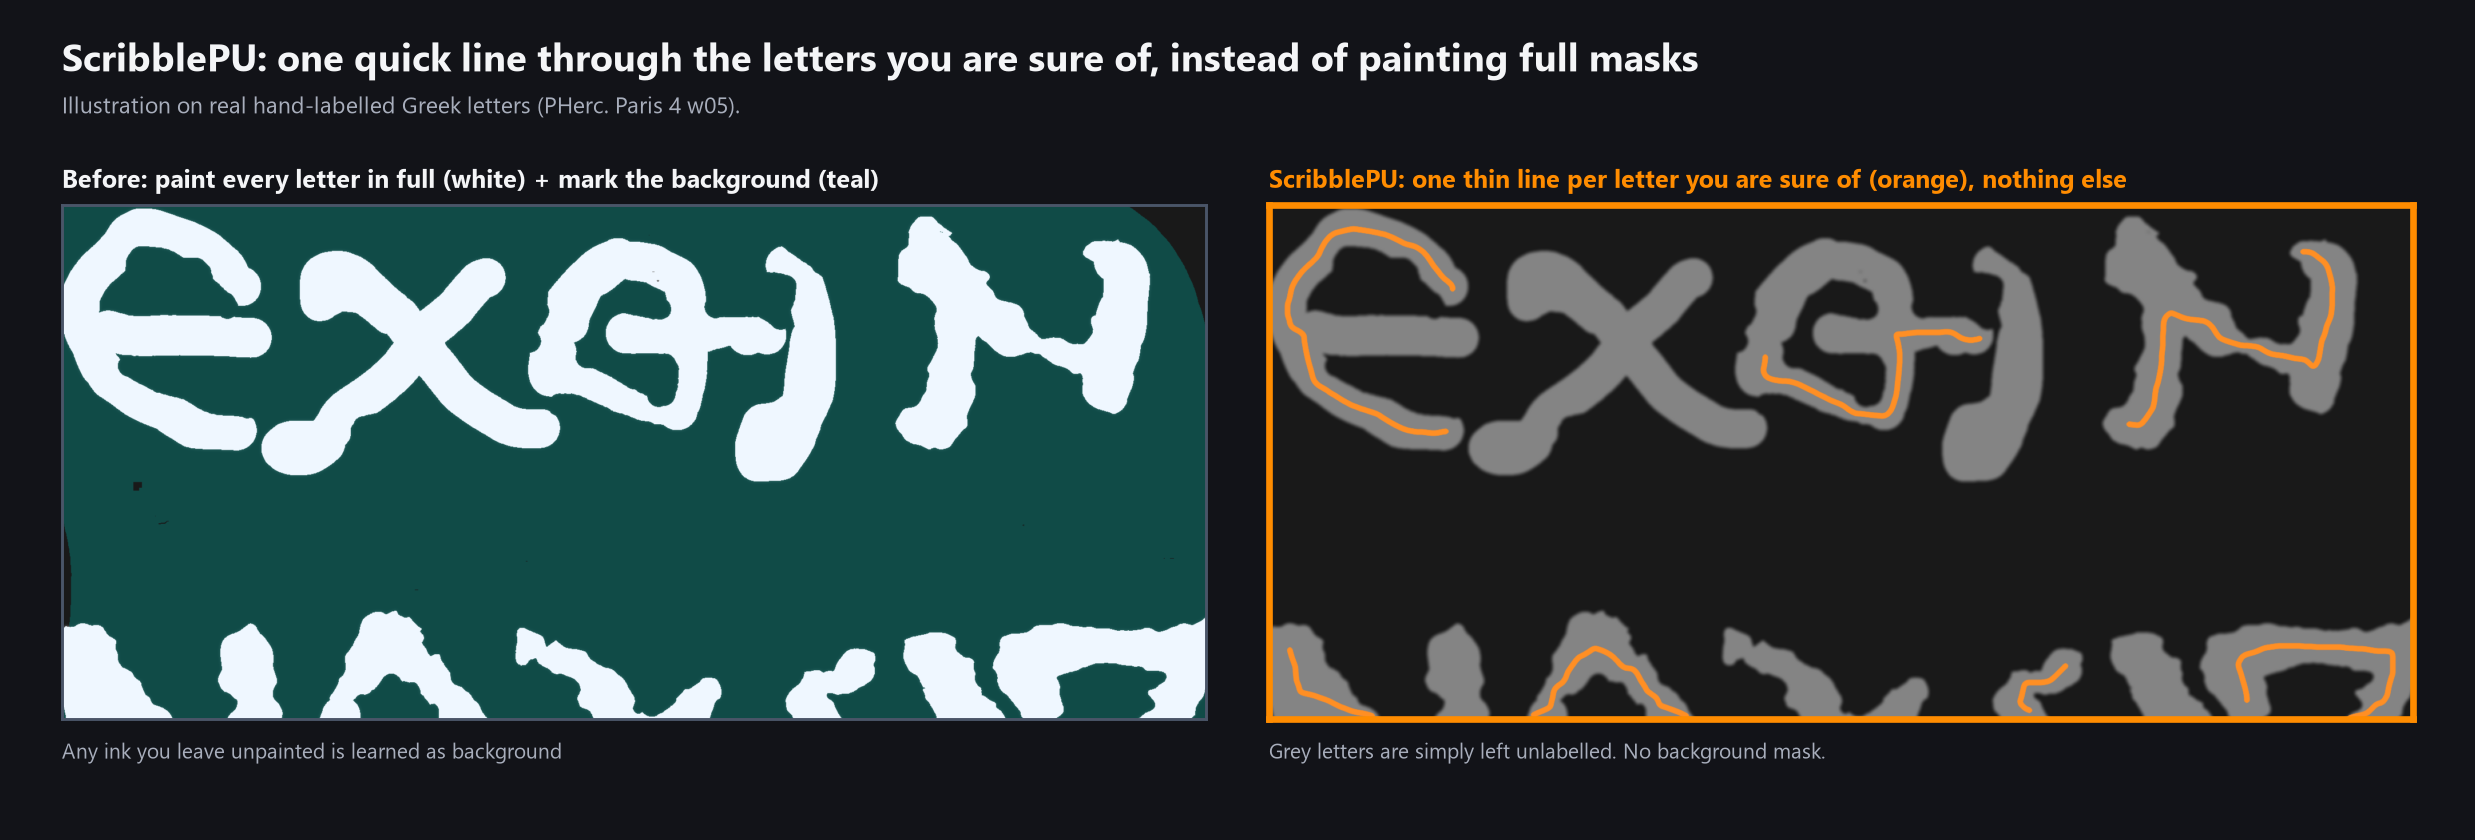 ScribblePU: one quick line through the letters you are sure of, instead of painting full masks
Illustration on real hand-labelled Greek letters (PHerc. Paris 4 w05).
Before: paint every letter in full (white) + mark the background (teal)
ScribblePU: one thin line per letter you are sure of (orange), nothing else
Any ink you leave unpainted is learned as background
Grey letters are simply left unlabelled. No background mask.